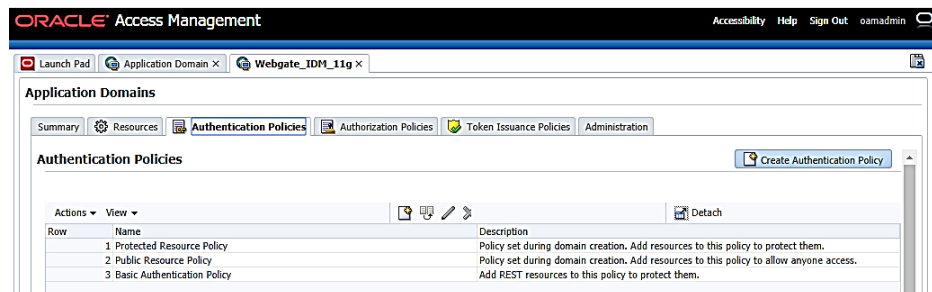 ORACLE Access Management Accessibility Help Sign Out oamadmin
Launch Pad Application Domain × Webgate_IDM_11g ×
Application Domains
Summary Resources Authentication Policies Authorization Policies Token Issuance Policies Administration
Authentication Policies Create Authentication Policy
Actions View Detach
Row Name Description
1 Protected Resource Policy Policy set during domain creation. Add resources to this policy to protect them.
2 Public Resource Policy Policy set during domain creation. Add resources to this policy to allow anyone access.
3 Basic Authentication Policy Add REST resources to this policy to protect them.